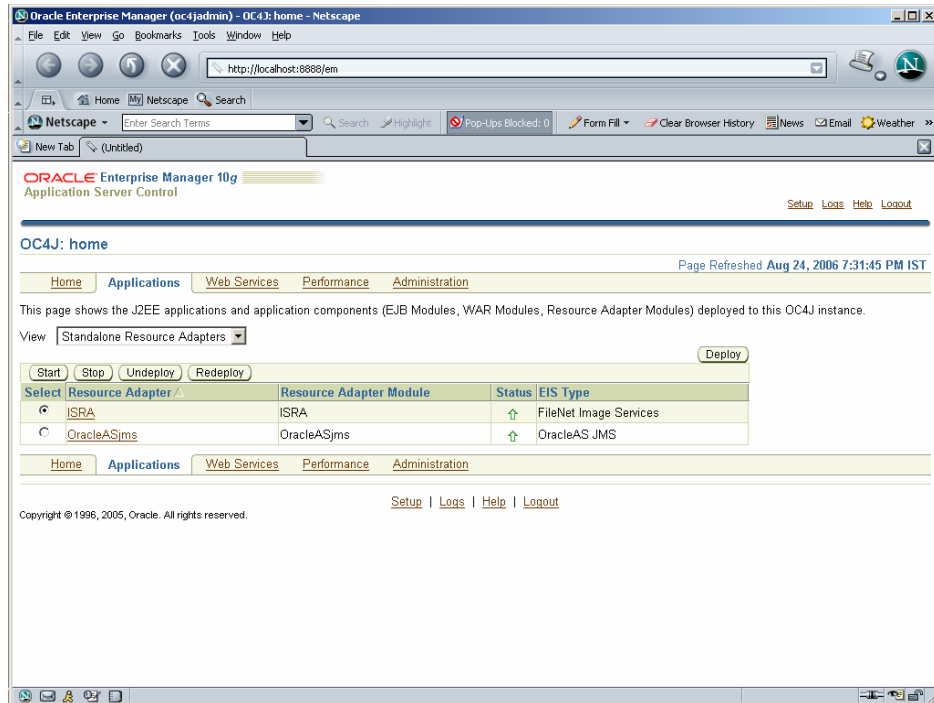 Oracle Enterprise Manager (oc4jadmin) - OC4J: home - Netscape
File Edit View Go Bookmarks Tools Window Help
http://localhost:8888/em
Home My Netscape Search
Netscape Enter Search Terms Search Highlight Pop-Ups Blocked: 0 Form Fill Clear Browser History News Email Weather »
New Tab (Untitled)
ORACLE Enterprise Manager 10g
Application Server Control
Setup Logs Help Logout
OC4J: home
Page Refreshed Aug 24, 2006 7:31:45 PM IST
Home Applications Web Services Performance Administration
This page shows the J2EE applications and application components (EJB Modules, WAR Modules, Resource Adapter Modules) deployed to this OC4J instance.
View Standalone Resource Adapters
Deploy
Start Stop Undeploy Redeploy
Select Resource Adapter Resource Adapter Module Status EIS Type
ISRA ISRA FileNet Image Services
OracleASjms OracleASjms OracleAS JMS
Home Applications Web Services Performance Administration
Setup | Logs | Help | Logout
Copyright © 1996, 2005, Oracle. All rights reserved.